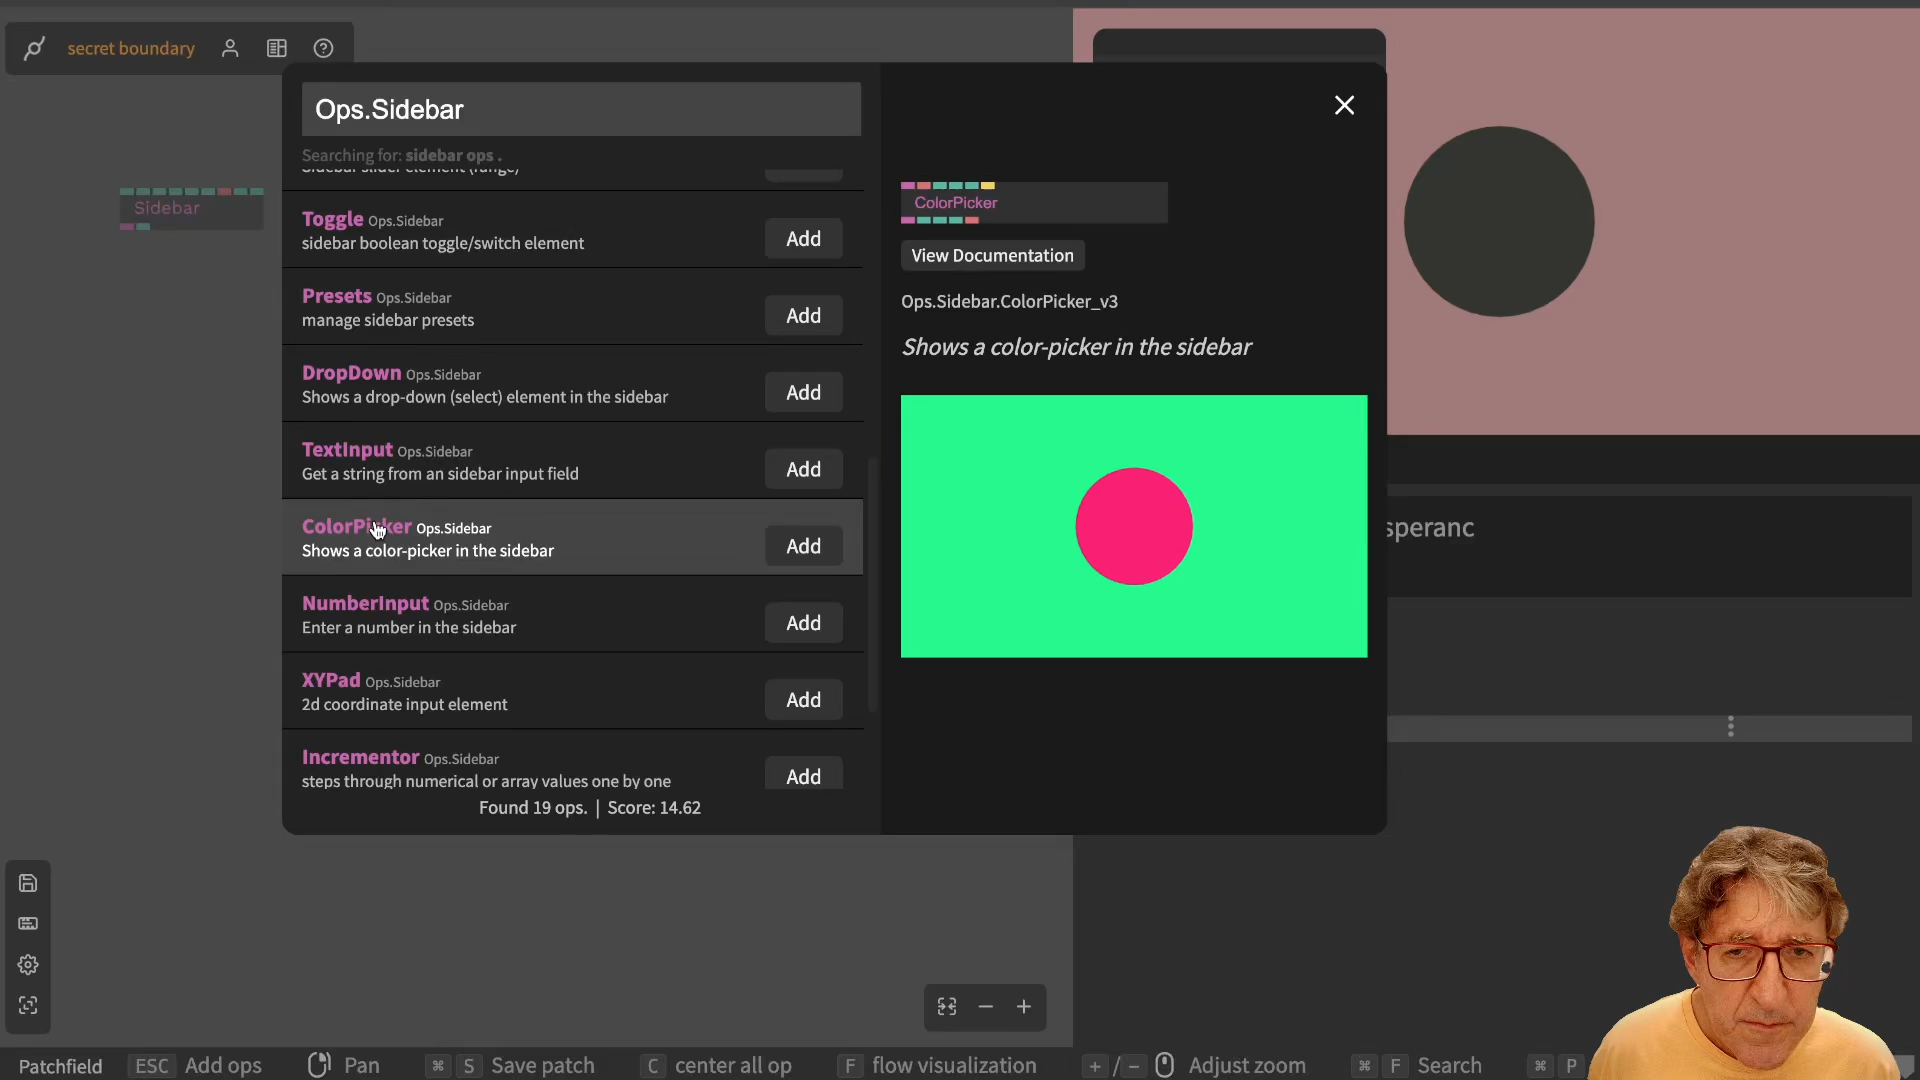 secret boundary
Ops.Sidebar
Searching for: sidebar ops .
Sidebar slider element (range)
Sidebar
Toggle Ops.Sidebar
sidebar boolean toggle/switch element
Add
Presets Ops.Sidebar
manage sidebar presets
Add
DropDown Ops.Sidebar
Shows a drop-down (select) element in the sidebar
Add
TextInput Ops.Sidebar
Get a string from an sidebar input field
Add
ColorPicker Ops.Sidebar
Shows a color-picker in the sidebar
Add
NumberInput Ops.Sidebar
Enter a number in the sidebar
Add
XYPad Ops.Sidebar
2d coordinate input element
Add
Incrementor Ops.Sidebar
steps through numerical or array values one by one
Add
Found 19 ops. | Score: 14.62
ColorPicker
View Documentation
Ops.Sidebar.ColorPicker_v3
Shows a color-picker in the sidebar
speranc
Patchfield ESC Add ops Pan ⌘ S Save patch C center all op F flow visualization + / − Adjust zoom ⌘ F Search ⌘ P